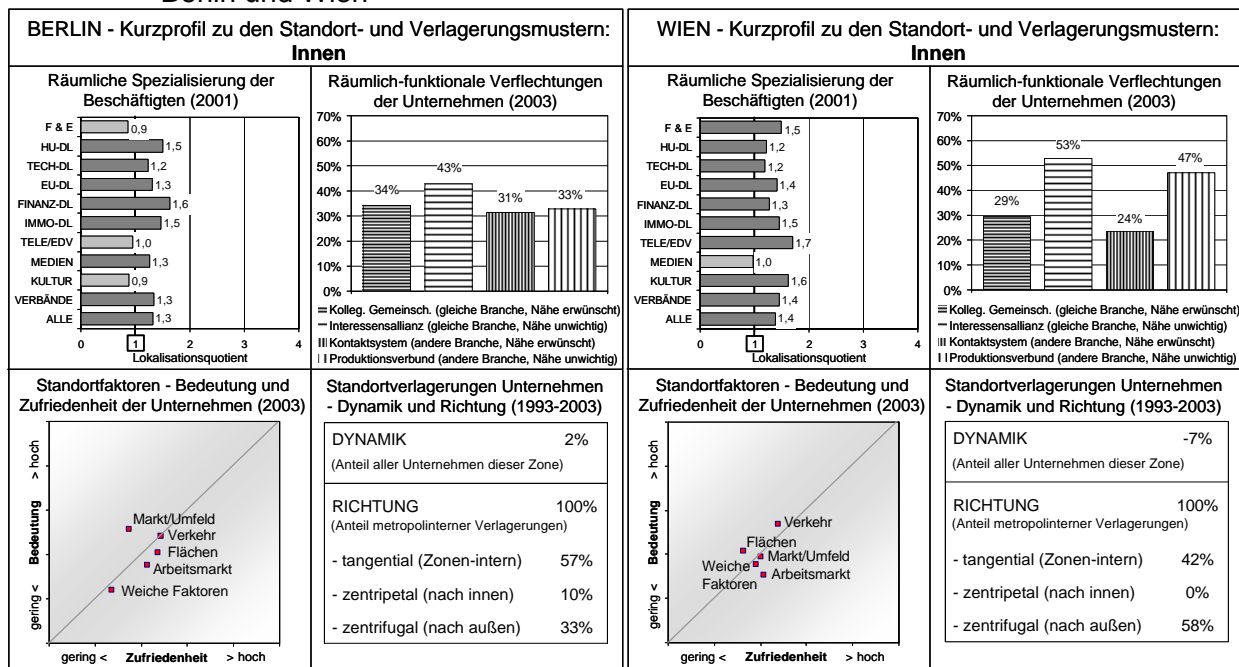 Berlin und Wien
BERLIN - Kurzprofil zu den Standort- und Verlagerungsmustern:
Innen
Räumliche Spezialisierung der
Beschäftigten (2001)
F & E
0,9
HU-DL
1,5
TECH-DL
1,2
EU-DL
1,3
FINANZ-DL
1,6
IMMO-DL
1,5
TELE/EDV
1,0
MEDIEN
1,3
KULTUR
0,9
VERBÄNDE
1,3
ALLE
1,3
0 1 2 3 4
Lokalisationsquotient
Räumlich-funktionale Verflechtungen
der Unternehmen (2003)
70%
60%
50%
40%
30%
20%
10%
0%
34%
43%
31%
33%
Kolleg. Gemeinsch. (gleiche Branche, Nähe erwünscht)
Interessensallianz (gleiche Branche, Nähe unwichtig)
Kontaktsystem (andere Branche, Nähe erwünscht)
Produktionsverbund (andere Branche, Nähe unwichtig)
Standortfaktoren - Bedeutung und
Zufriedenheit der Unternehmen (2003)
gering < Bedeutung > hoch
Markt/Umfeld
Verkehr
Flächen
Arbeitsmarkt
Weiche Faktoren
gering < Zufriedenheit > hoch
Standortverlagerungen Unternehmen
- Dynamik und Richtung (1993-2003)
DYNAMIK 2%
(Anteil aller Unternehmen dieser Zone)
RICHTUNG 100%
(Anteil metropolinterner Verlagerungen)
- tangential (Zonen-intern) 57%
- zentripetal (nach innen) 10%
- zentrifugal (nach außen) 33%
WIEN - Kurzprofil zu den Standort- und Verlagerungsmustern:
Innen
Räumliche Spezialisierung der
Beschäftigten (2001)
F & E
1,5
HU-DL
1,2
TECH-DL
1,2
EU-DL
1,4
FINANZ-DL
1,3
IMMO-DL
1,5
TELE/EDV
1,7
MEDIEN
1,0
KULTUR
1,6
VERBÄNDE
1,4
ALLE
1,4
0 1 2 3 4
Lokalisationsquotient
Räumlich-funktionale Verflechtungen
der Unternehmen (2003)
70%
60%
50%
40%
30%
20%
10%
0%
29%
53%
24%
47%
Kolleg. Gemeinsch. (gleiche Branche, Nähe erwünscht)
Interessensallianz (gleiche Branche, Nähe unwichtig)
Kontaktsystem (andere Branche, Nähe erwünscht)
Produktionsverbund (andere Branche, Nähe unwichtig)
Standortfaktoren - Bedeutung und
Zufriedenheit der Unternehmen (2003)
gering < Bedeutung > hoch
Verkehr
Flächen
Markt/Umfeld
Weiche
Faktoren
Arbeitsmarkt
gering < Zufriedenheit > hoch
Standortverlagerungen Unternehmen
- Dynamik und Richtung (1993-2003)
DYNAMIK -7%
(Anteil aller Unternehmen dieser Zone)
RICHTUNG 100%
(Anteil metropolinterner Verlagerungen)
- tangential (Zonen-intern) 42%
- zentripetal (nach innen) 0%
- zentrifugal (nach außen) 58%